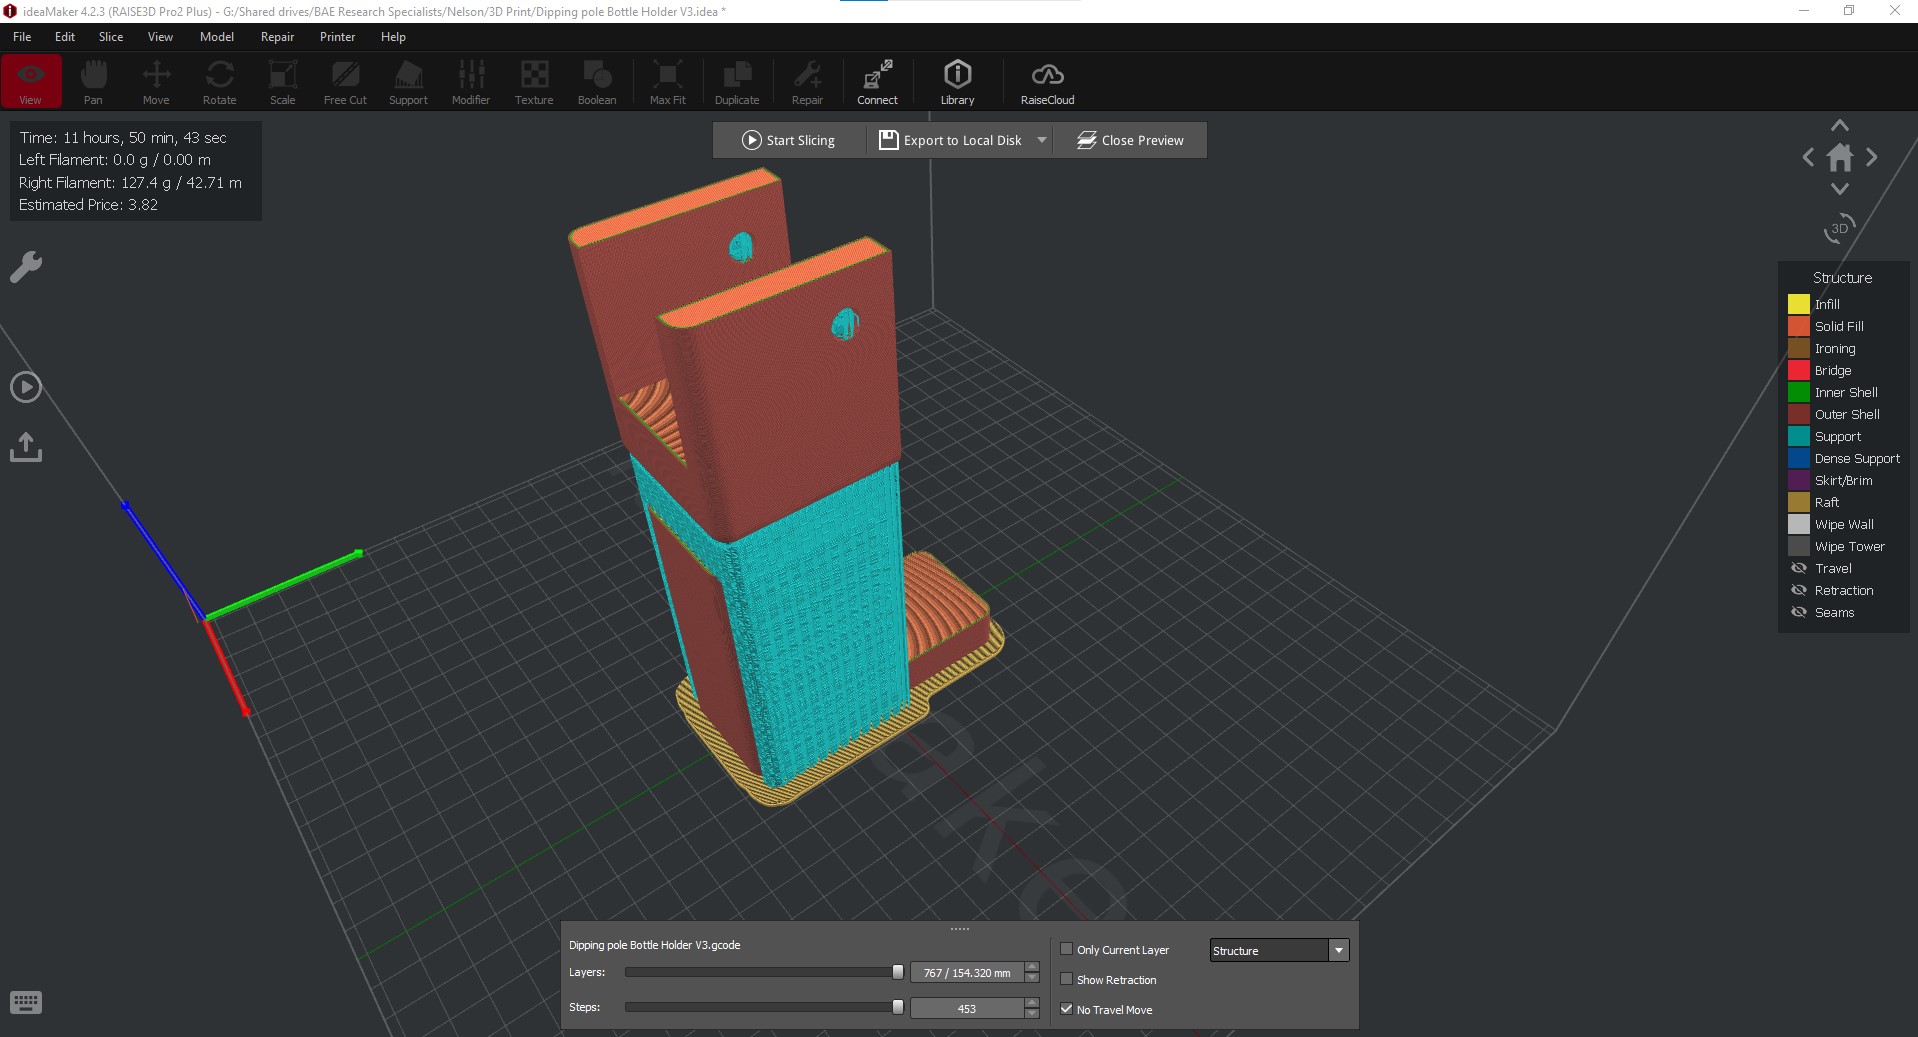 ideaMaker 4.2.3 (RAISE3D Pro2 Plus) - G:/Shared drives/BAE Research Specialists/Nelson/3D Print/Dipping pole Bottle Holder V3.idea *
File Edit Slice View Model Repair Printer Help
View Pan Move Rotate Scale Free Cut Support Modifier Texture Boolean Max Fit Duplicate Repair Connect Library RaiseCloud
Time: 11 hours, 50 min, 43 sec
Left Filament: 0.0 g / 0.00 m
Right Filament: 127.4 g / 42.71 m
Estimated Price: 3.82
Start Slicing Export to Local Disk Close Preview
3D
Structure
Infill
Solid Fill
Ironing
Bridge
Inner Shell
Outer Shell
Support
Dense Support
Skirt/Brim
Raft
Wipe Wall
Wipe Tower
Travel
Retraction
Seams
ake
Dipping pole Bottle Holder V3.gcode
Layers: 767 / 154.320 mm
Steps: 453
Only Current Layer
Show Retraction
No Travel Move
Structure